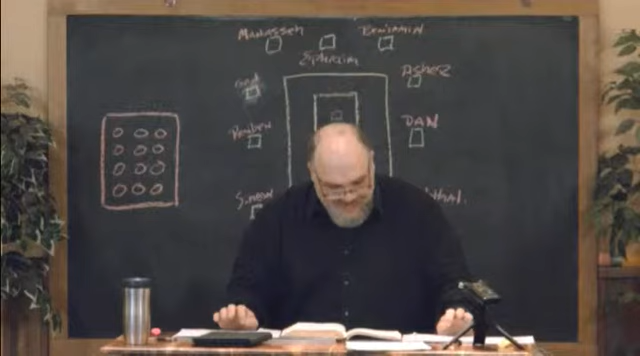 Manasseh Benjamin
Ephraim
Gad Asher
Reuben DAN
Simeon